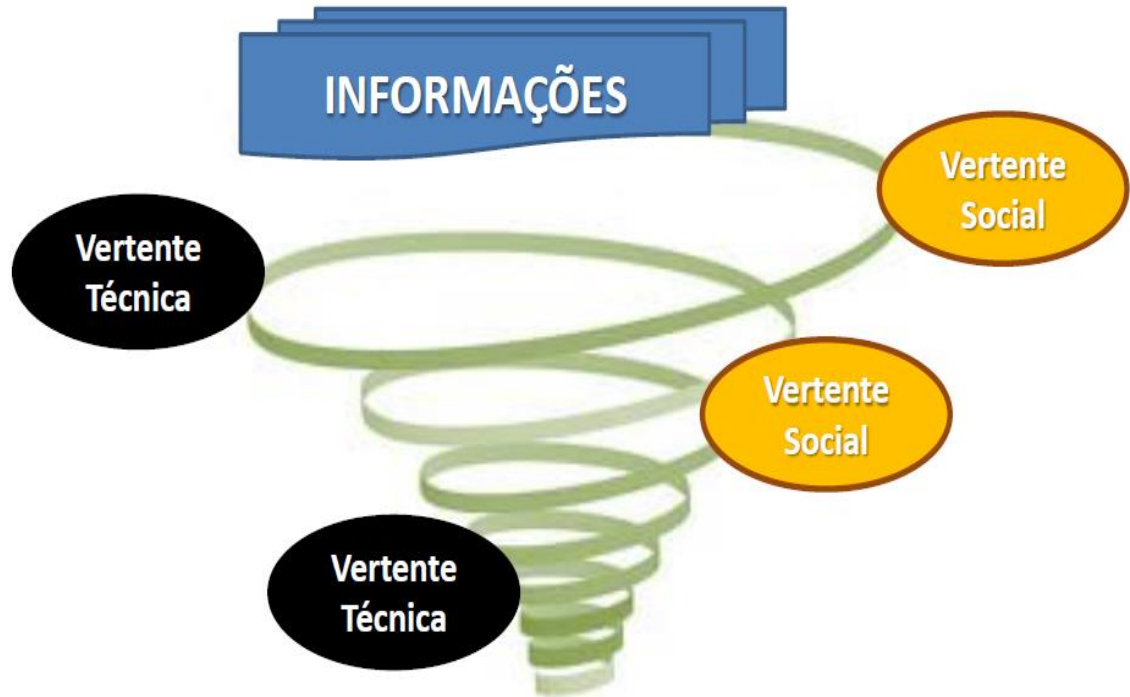 INFORMAÇÕES
Vertente
Social
Vertente
Técnica
Vertente
Social
Vertente
Técnica